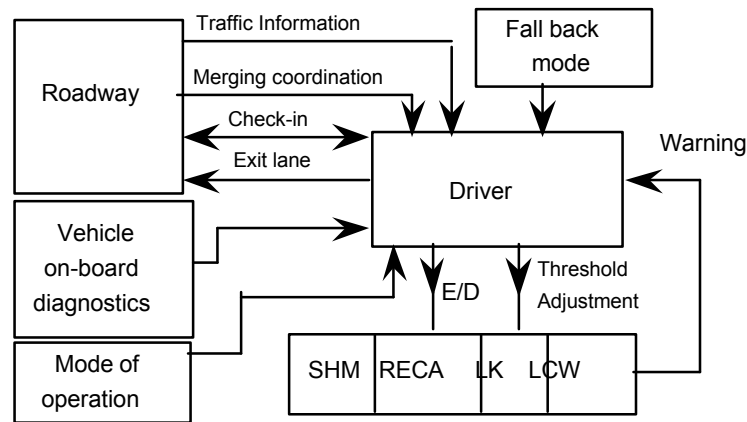 Traffic Information
Fall back
mode
Roadway
Merging coordination
Check-in
Warning
Exit lane
Driver
Vehicle
on-board
diagnostics
E/D
Threshold
Adjustment
Mode of
operation
SHM RECA LK LCW